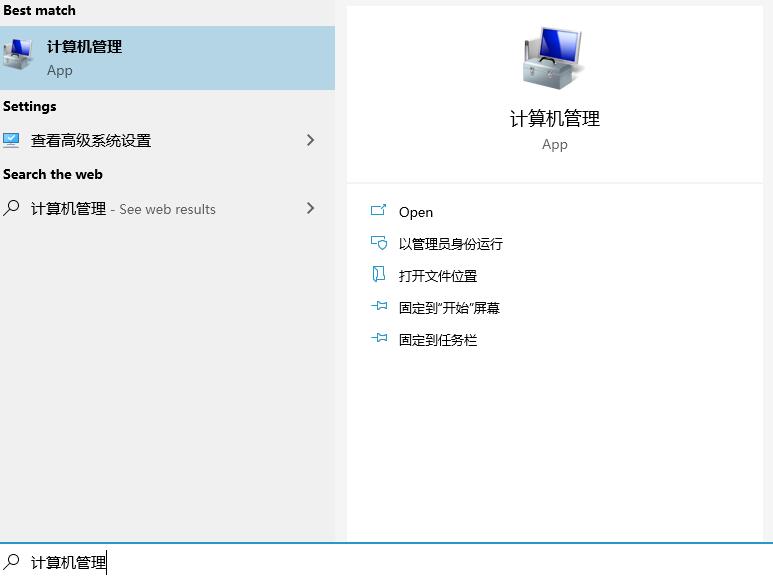 Best match
计算机管理
App
Settings
查看高级系统设置
Search the web
计算机管理 - See web results
计算机管理
App
Open
以管理员身份运行
打开文件位置
固定到"开始"屏幕
固定到任务栏
计算机管理